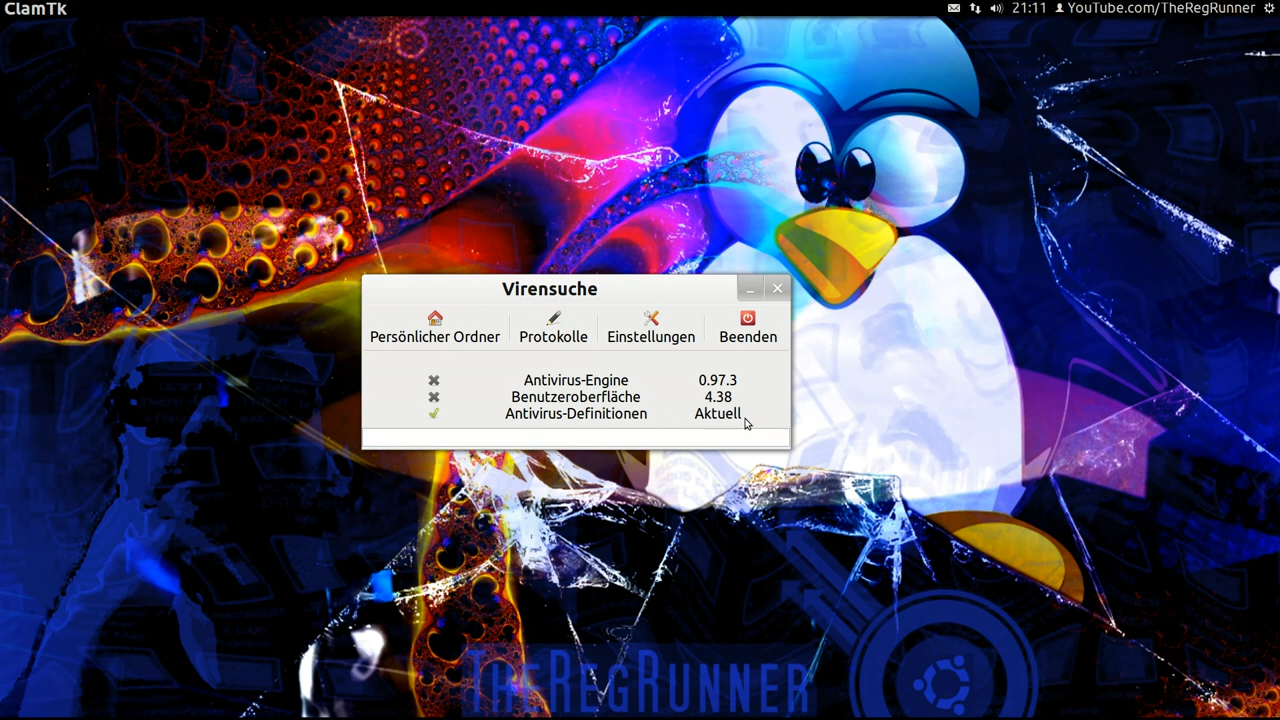 ClamTk
21:11 YouTube.com/TheRegRunner
Virensuche
Persönlicher Ordner Protokolle Einstellungen Beenden
Antivirus-Engine 0.97.3
Benutzeroberfläche 4.38
Antivirus-Definitionen Aktuell
TheRegRunner